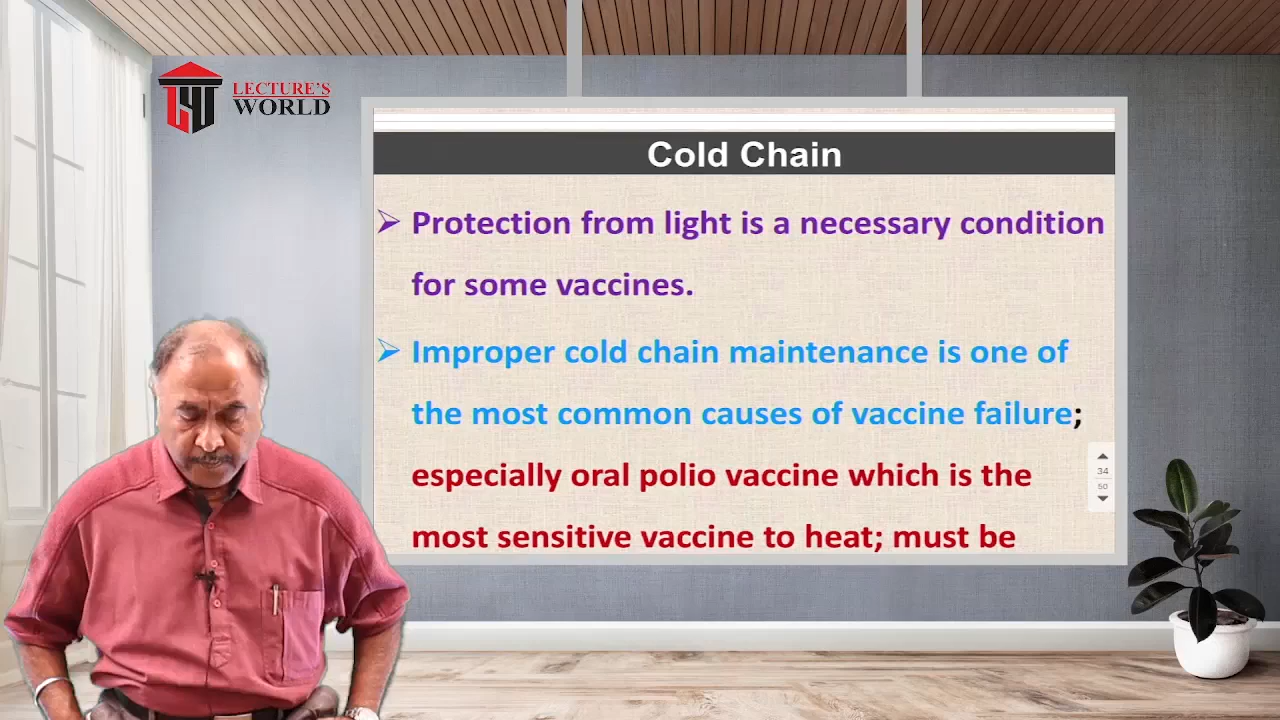 LECTURE'S
WORLD
Cold Chain
Protection from light is a necessary condition
for some vaccines.
Improper cold chain maintenance is one of
the most common causes of vaccine failure;
especially oral polio vaccine which is the
most sensitive vaccine to heat; must be
34
50